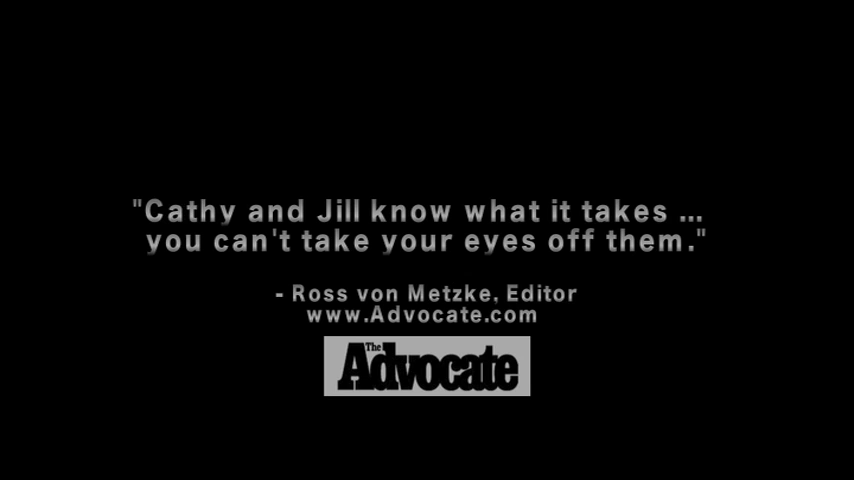 "Cathy and Jill know what it takes ...
you can't take your eyes off them."
- Ross von Metzke, Editor
www.Advocate.com
The
Advocate